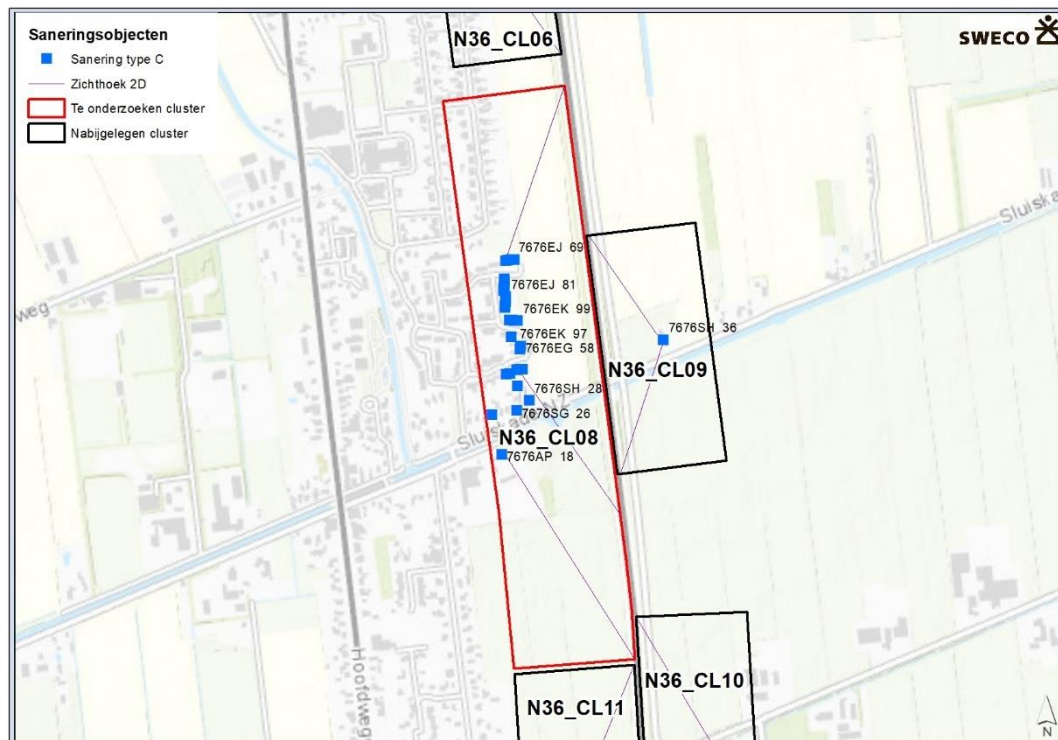 Saneringsobjecten
Sanering type C
Zichthoek 2D
Te onderzoeken cluster
Nabijgelegen cluster
SWECO
N36_CL06
Sluiska
weg
7676EJ 69
7676EJ 81
7676EK 99
7676EK 97
7676EG 58
7676SH 36
N36_CL09
7676SH 28
7676SG 26
N36_CL08
7676AP 18
Hoofdweg
N36_CL10
N36_CL11
N